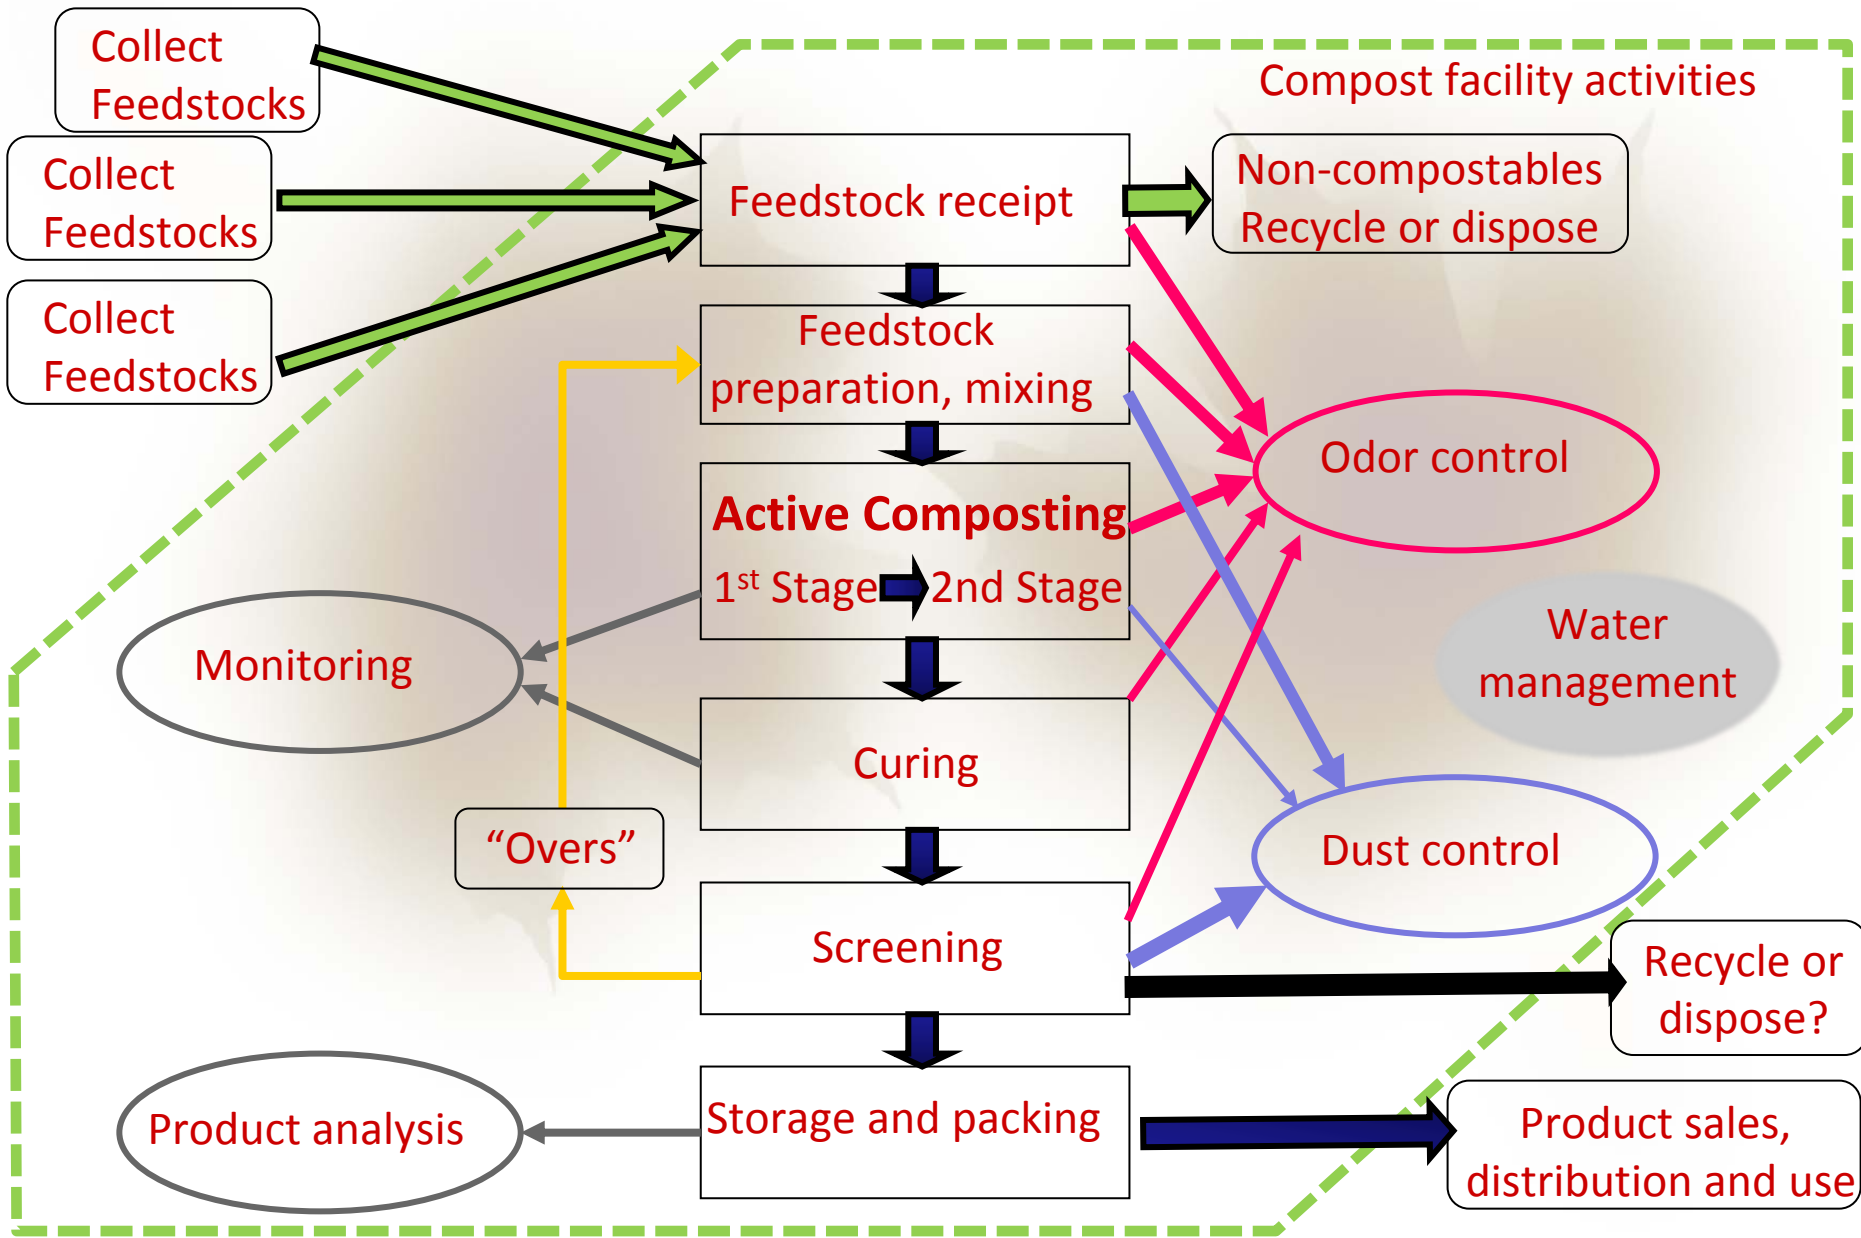 Collect
Feedstocks
Compost facility activities
Collect
Feedstocks
Feedstock receipt
Non-compostables
Recycle or dispose
Collect
Feedstocks
Feedstock
preparation, mixing
Odor control
Active Composting
1st Stage 2nd Stage
Water
management
Monitoring
Curing
"Overs"
Dust control
Screening
Recycle or
dispose?
Product analysis
Storage and packing
Product sales,
distribution and use